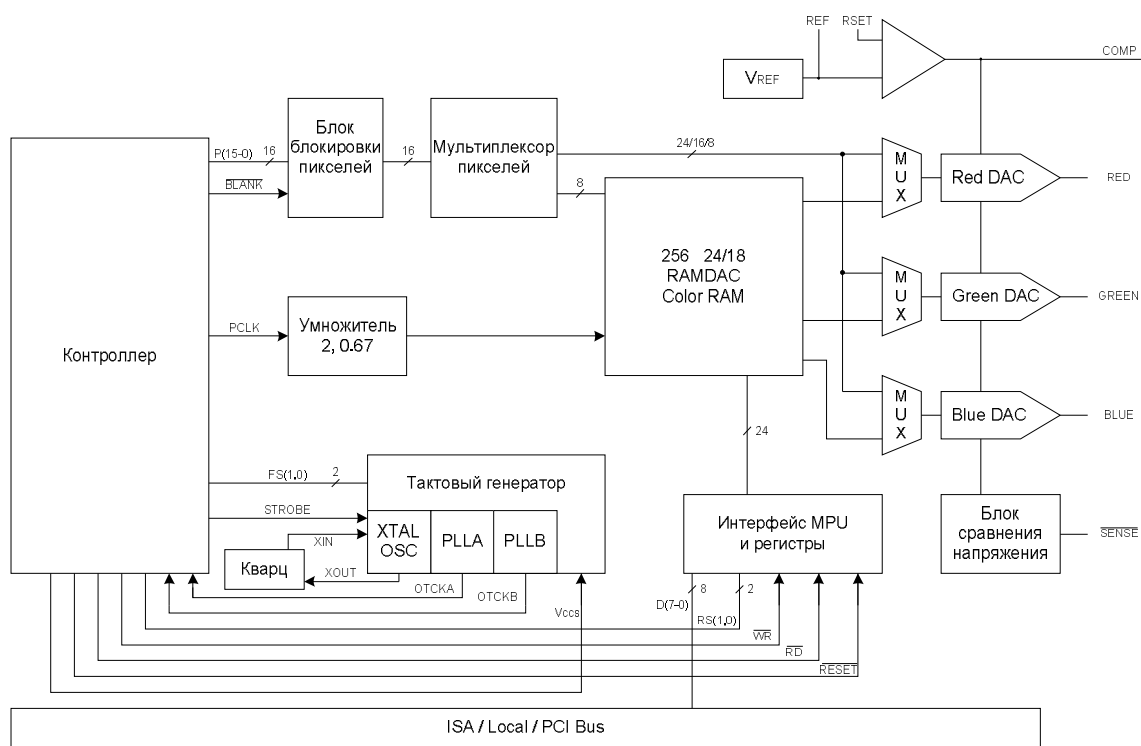 REF
RSET
COMP
VREF
Блок
блокировки
пикселей
Мультиплексор
пикселей
P(15-0)
16
16
24/16/8
BLANK
8
MUX
Red DAC
RED
256 24/18
RAMDAC
Color RAM
MUX
Green DAC
GREEN
Контроллер
PCLK
Умножитель
2, 0.67
MUX
Blue DAC
BLUE
24
FS(1,0)
2
Тактовый генератор
STROBE
XTAL
OSC
PLLA
PLLB
XIN
Кварц
XOUT
OTCKA
OTCKB
Vccs
Интерфейс MPU
и регистры
Блок
сравнения
напряжения
SENSE
D(7-0)
8
2
RS(1,0)
WR
RD
RESET
ISA / Local / PCI Bus